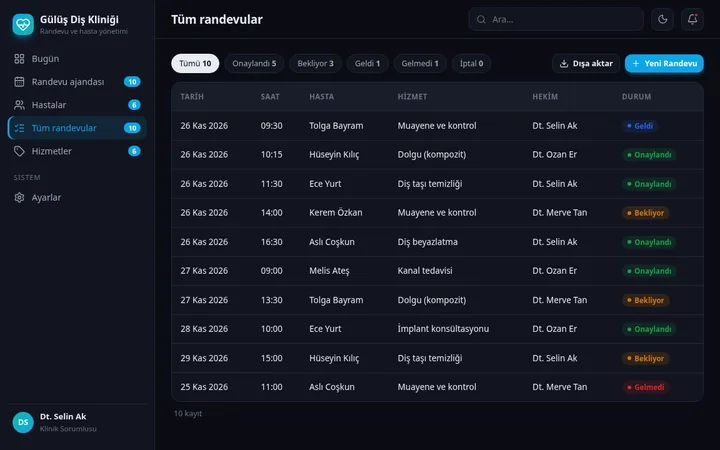 Gülüş Diş Kliniği
Randevu ve hasta yönetimi
Bugün
Randevu ajandası 10
Hastalar 6
Tüm randevular 10
Hizmetler 6
SİSTEM
Ayarlar
DS
Dt. Selin Ak
Klinik Sorumlusu
Tüm randevular
Ara…
Tümü 10 Onaylandı 5 Bekliyor 3 Geldi 1 Gelmedi 1 İptal 0
Dışa aktar
Yeni Randevu
TARİH SAAT HASTA HİZMET HEKİM DURUM
26 Kas 2026 09:30 Tolga Bayram Muayene ve kontrol Dt. Selin Ak Geldi
26 Kas 2026 10:15 Hüseyin Kılıç Dolgu (kompozit) Dt. Ozan Er Onaylandı
26 Kas 2026 11:30 Ece Yurt Diş taşı temizliği Dt. Selin Ak Onaylandı
26 Kas 2026 14:00 Kerem Özkan Muayene ve kontrol Dt. Merve Tan Bekliyor
26 Kas 2026 16:30 Aslı Coşkun Diş beyazlatma Dt. Selin Ak Onaylandı
27 Kas 2026 09:00 Melis Ateş Kanal tedavisi Dt. Ozan Er Onaylandı
27 Kas 2026 13:30 Tolga Bayram Dolgu (kompozit) Dt. Merve Tan Bekliyor
28 Kas 2026 10:00 Ece Yurt İmplant konsültasyonu Dt. Ozan Er Onaylandı
29 Kas 2026 15:00 Hüseyin Kılıç Diş taşı temizliği Dt. Selin Ak Bekliyor
25 Kas 2026 11:00 Aslı Coşkun Muayene ve kontrol Dt. Merve Tan Gelmedi
10 kayıt